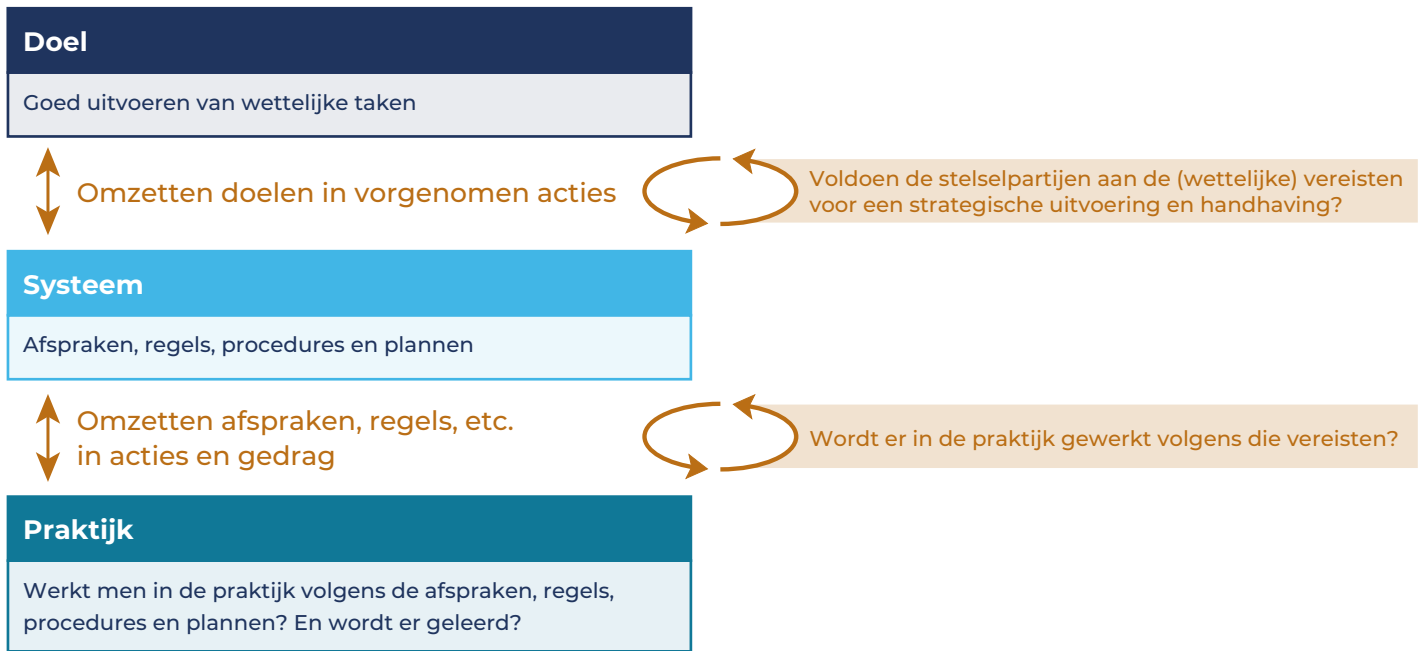 Doel
Goed uitvoeren van wettelijke taken
Omzetten doelen in vorgenomen acties
Voldoen de stelselpartijen aan de (wettelijke) vereisten
voor een strategische uitvoering en handhaving?
Systeem
Afspraken, regels, procedures en plannen
Omzetten afspraken, regels, etc.
in acties en gedrag
Wordt er in de praktijk gewerkt volgens die vereisten?
Praktijk
Werkt men in de praktijk volgens de afspraken, regels,
procedures en plannen? En wordt er geleerd?